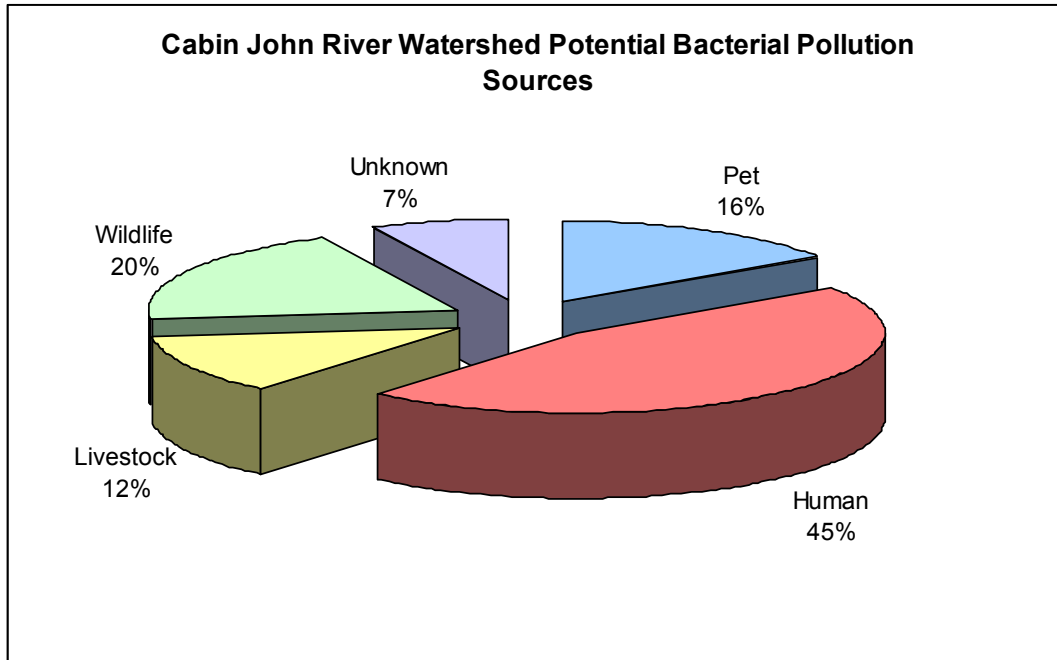 Cabin John River Watershed Potential Bacterial Pollution
Sources
Unknown
7%
Pet
16%
Wildlife
20%
Livestock
12%
Human
45%